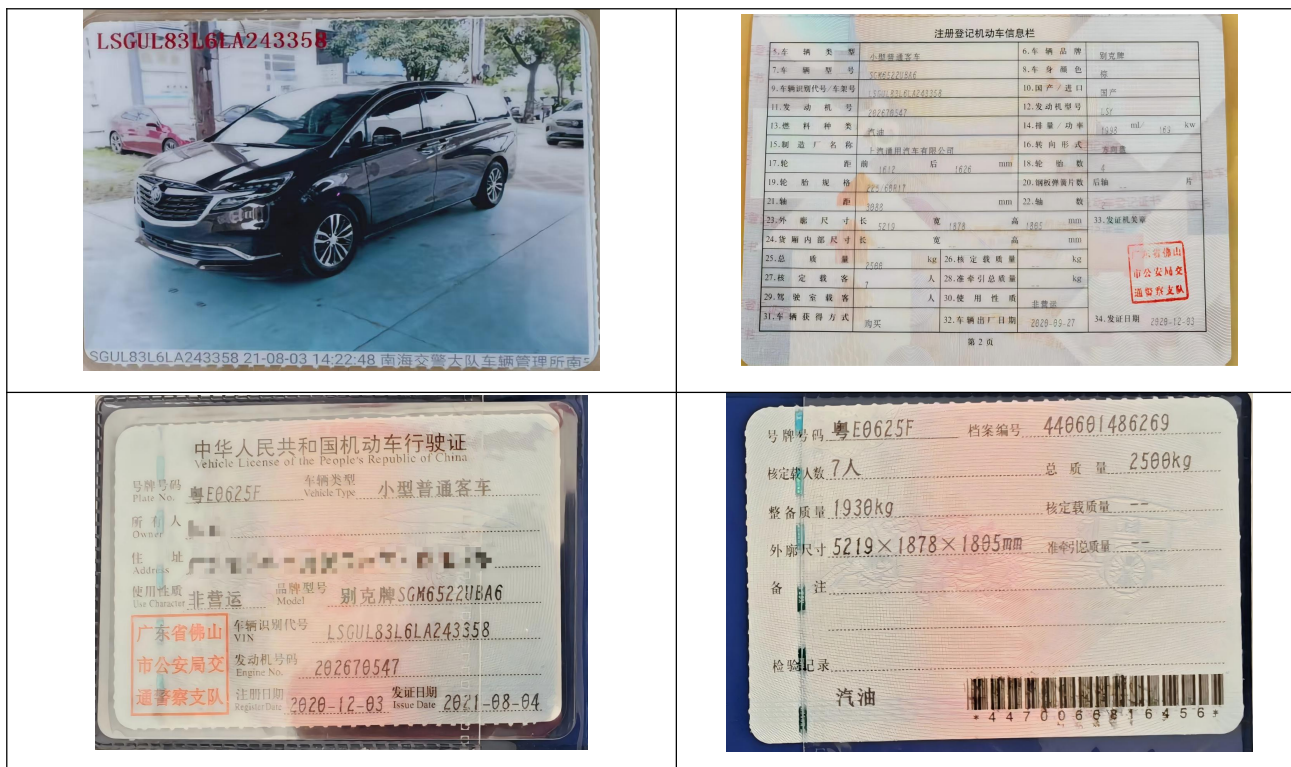 LSGUL83L6LA243358
SGUL83L6LA243358 21-08-03 14:22:48 南海交警大队车辆管理所南
注册登记机动车信息栏
5.车辆类型 小型普通客车 6.车辆品牌 别克牌
7.车辆型号 SGM6522UBA6 8.车身颜色 棕
9.车辆识别代号/车架号 LSGUL83L6LA243358 10.国产/进口 国产
11.发动机号 202670547 12.发动机型号 LSY
13.燃料种类 汽油 14.排量/功率 1998 ml/ 169 kw
15.制造厂名称 上汽通用汽车有限公司 16.转向形式 方向盘
17.轮距 前 后 1626 mm 18.轮胎数 4
19.轮胎规格 225/60R17 20.钢板弹簧片数 后轴 -- 片
21.轴距 3088 mm 22.轴数
23.外廓尺寸 长 5219 宽 1878 高 1805 mm 33.发证机关章
24.货厢内部尺寸 长 -- 宽 -- 高 -- mm
25.总质量 2500 kg 26.核定载质量 -- kg
27.核定载客 7 人 28.准牵引总质量 -- kg
29.驾驶室载客 -- 人 30.使用性质 非营运
31.车辆获得方式 购买 32.车辆出厂日期 2020-09-27 34.发证日期 2020-12-03
广东省佛山
市公安局交
通警察支队
第 2 页
中华人民共和国机动车行驶证
Vehicle License of the People's Republic of China
号牌号码 Plate No. 粤E0625F 车辆类型 Vehicle Type 小型普通客车
所有人 Owner
住址 Address
使用性质 Use Character 非营运 品牌型号 Model 别克牌SGM6522UBA6
车辆识别代号 VIN LSGUL83L6LA243358
发动机号码 Engine No. 202670547
注册日期 Register Date 2020-12-03 发证日期 Issue Date 2021-08-04
广东省佛山
市公安局交
通警察支队
号牌号码 粤E0625F 档案编号 440601486269
核定载人数 7人 总质量 2500kg
整备质量 1930kg 核定载质量 --
外廓尺寸 5219×1878×1805mm 准牵引总质量 --
备注
检验记录
汽油
*4470066816456*